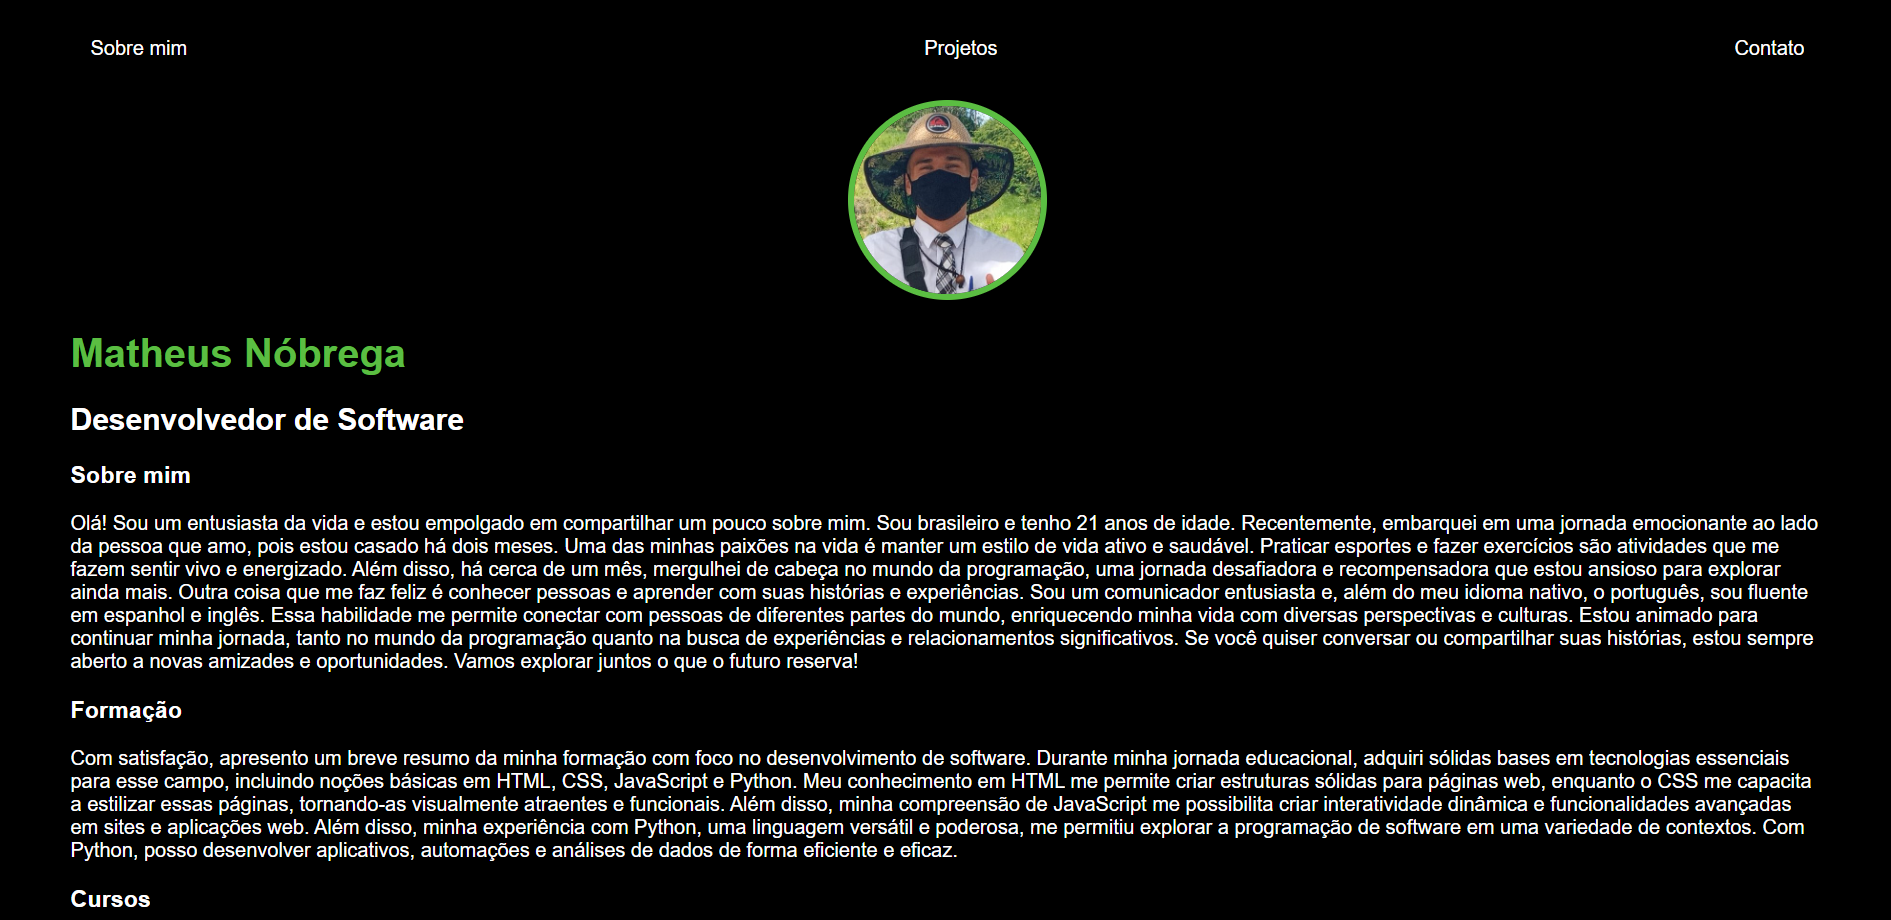 Sobre mim
Projetos
Contato
Matheus Nóbrega
Desenvolvedor de Software
Sobre mim
Olá! Sou um entusiasta da vida e estou empolgado em compartilhar um pouco sobre mim. Sou brasileiro e tenho 21 anos de idade. Recentemente, embarquei em uma jornada emocionante ao lado
da pessoa que amo, pois estou casado há dois meses. Uma das minhas paixões na vida é manter um estilo de vida ativo e saudável. Praticar esportes e fazer exercícios são atividades que me
fazem sentir vivo e energizado. Além disso, há cerca de um mês, mergulhei de cabeça no mundo da programação, uma jornada desafiadora e recompensadora que estou ansioso para explorar
ainda mais. Outra coisa que me faz feliz é conhecer pessoas e aprender com suas histórias e experiências. Sou um comunicador entusiasta e, além do meu idioma nativo, o português, sou fluente
em espanhol e inglês. Essa habilidade me permite conectar com pessoas de diferentes partes do mundo, enriquecendo minha vida com diversas perspectivas e culturas. Estou animado para
continuar minha jornada, tanto no mundo da programação quanto na busca de experiências e relacionamentos significativos. Se você quiser conversar ou compartilhar suas histórias, estou sempre
aberto a novas amizades e oportunidades. Vamos explorar juntos o que o futuro reserva!
Formação
Com satisfação, apresento um breve resumo da minha formação com foco no desenvolvimento de software. Durante minha jornada educacional, adquiri sólidas bases em tecnologias essenciais
para esse campo, incluindo noções básicas em HTML, CSS, JavaScript e Python. Meu conhecimento em HTML me permite criar estruturas sólidas para páginas web, enquanto o CSS me capacita
a estilizar essas páginas, tornando-as visualmente atraentes e funcionais. Além disso, minha compreensão de JavaScript me possibilita criar interatividade dinâmica e funcionalidades avançadas
em sites e aplicações web. Além disso, minha experiência com Python, uma linguagem versátil e poderosa, me permitiu explorar a programação de software em uma variedade de contextos. Com
Python, posso desenvolver aplicativos, automações e análises de dados de forma eficiente e eficaz.
Cursos